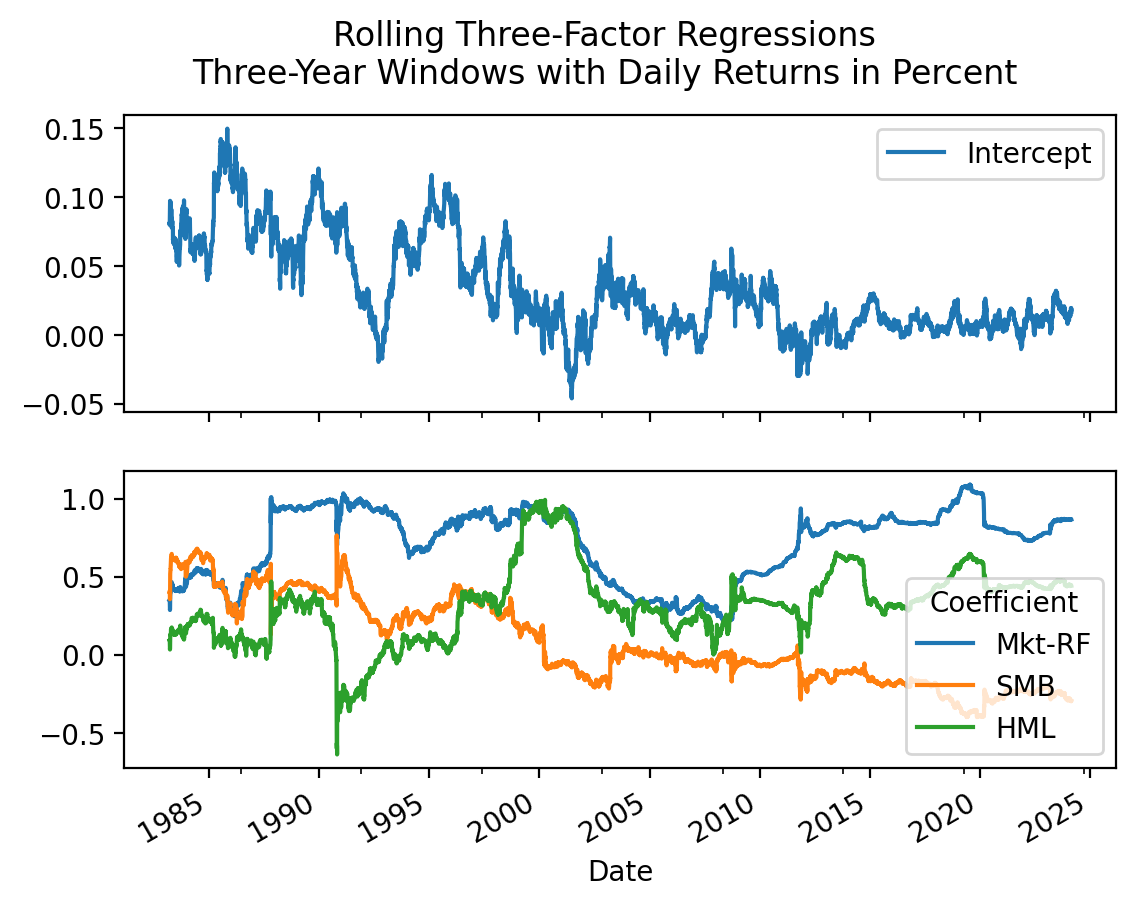 Rolling Three-Factor Regressions
Three-Year Windows with Daily Returns in Percent
0.15
0.10
0.05
0.00
−0.05
Intercept
1.0
0.5
0.0
−0.5
Coefficient
Mkt-RF
SMB
HML
1985
1990
1995
2000
2005
2010
2015
2020
2025
Date